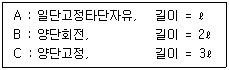 A : 일단고정타단자유, 길이 = ℓ
B : 양단회전, 길이 = 2ℓ
C : 양단고정, 길이 = 3ℓ